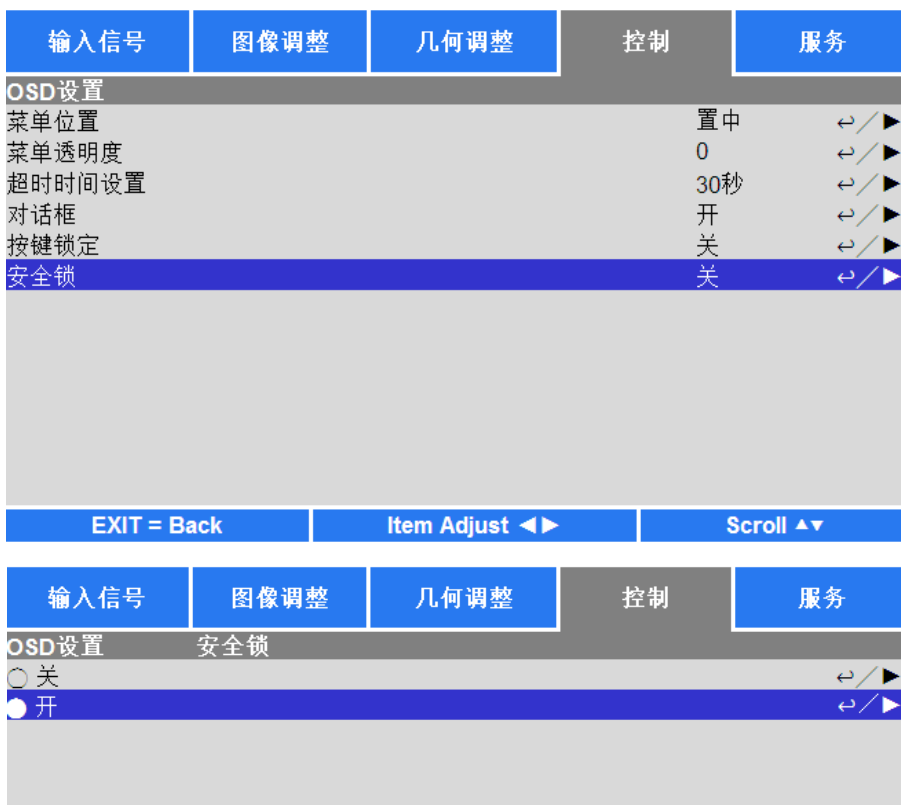 输入信号 图像调整 几何调整 控制 服务
OSD设置
菜单位置 置中
菜单透明度 0
超时时间设置 30秒
对话框 开
按键锁定 关
安全锁 关
EXIT = Back Item Adjust ◀▶ Scroll ▲▼
输入信号 图像调整 几何调整 控制 服务
OSD设置 安全锁
关
开